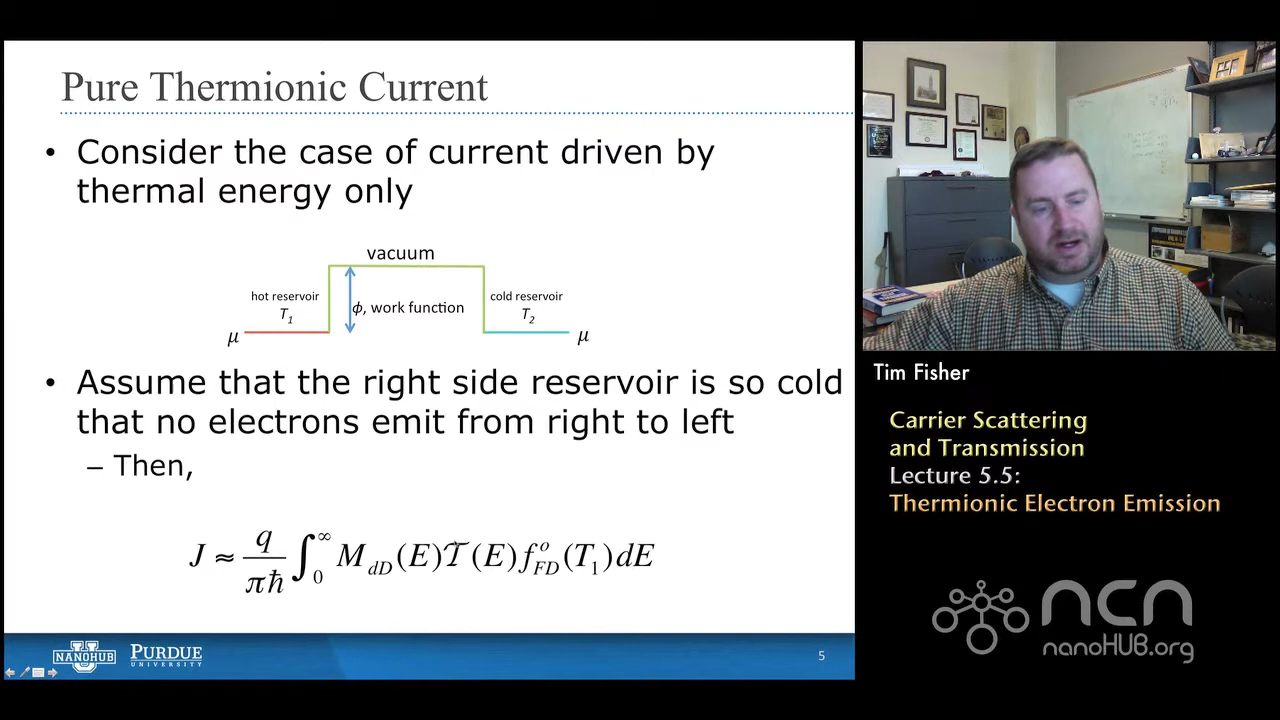 Pure Thermionic Current
• Consider the case of current driven by
thermal energy only
vacuum
hot reservoir
T₁
ϕ, work function
cold reservoir
T₂
μ
μ
• Assume that the right side reservoir is so cold
that no electrons emit from right to left
– Then,
J ≈ q/πħ ∫₀^∞ M_dD(E)𝒯(E)f^o_FD(T₁)dE
NANOHUB
U
PURDUE
UNIVERSITY
5
Tim Fisher
Carrier Scattering
and Transmission
Lecture 5.5:
Thermionic Electron Emission
ncn
nanoHUB.org